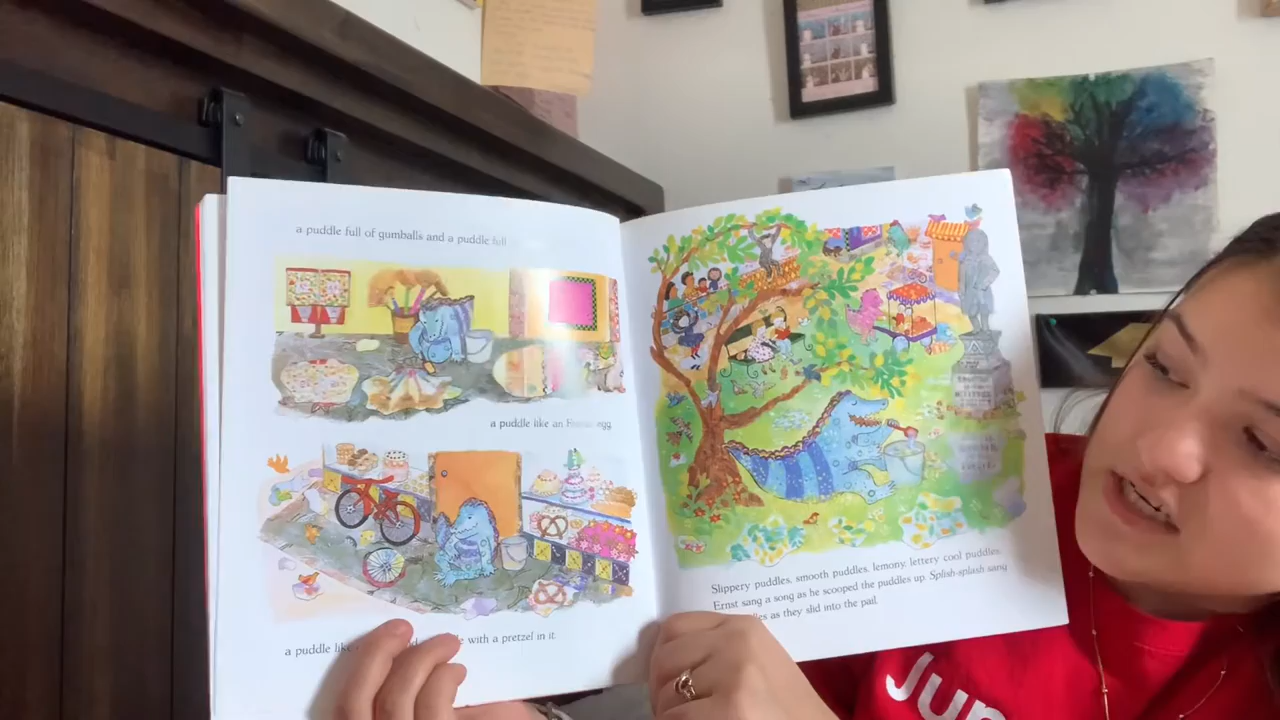 a puddle full of gumballs and a puddle full
a puddle like an egg
a puddle like with a pretzel in it
Slippery puddles, smooth puddles, lemony, lettery cool puddles.
Ernst sang a song as he scooped the puddles up. Splish-splash sang
as they slid into the pail.
Jum